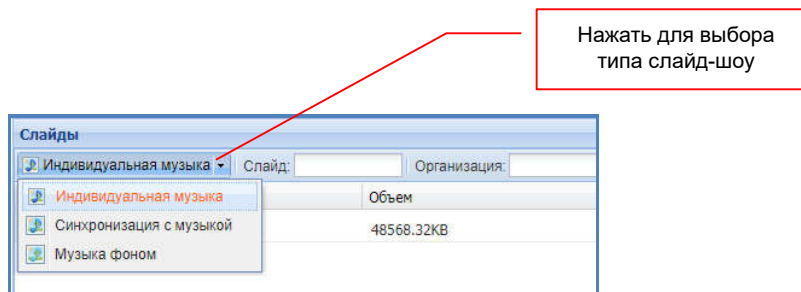 Нажать для выбора
типа слайд-шоу
Слайды
Индивидуальная музыка Слайд: Организация:
Индивидуальная музыка Объем
Синхронизация с музыкой 48568.32KB
Музыка фоном